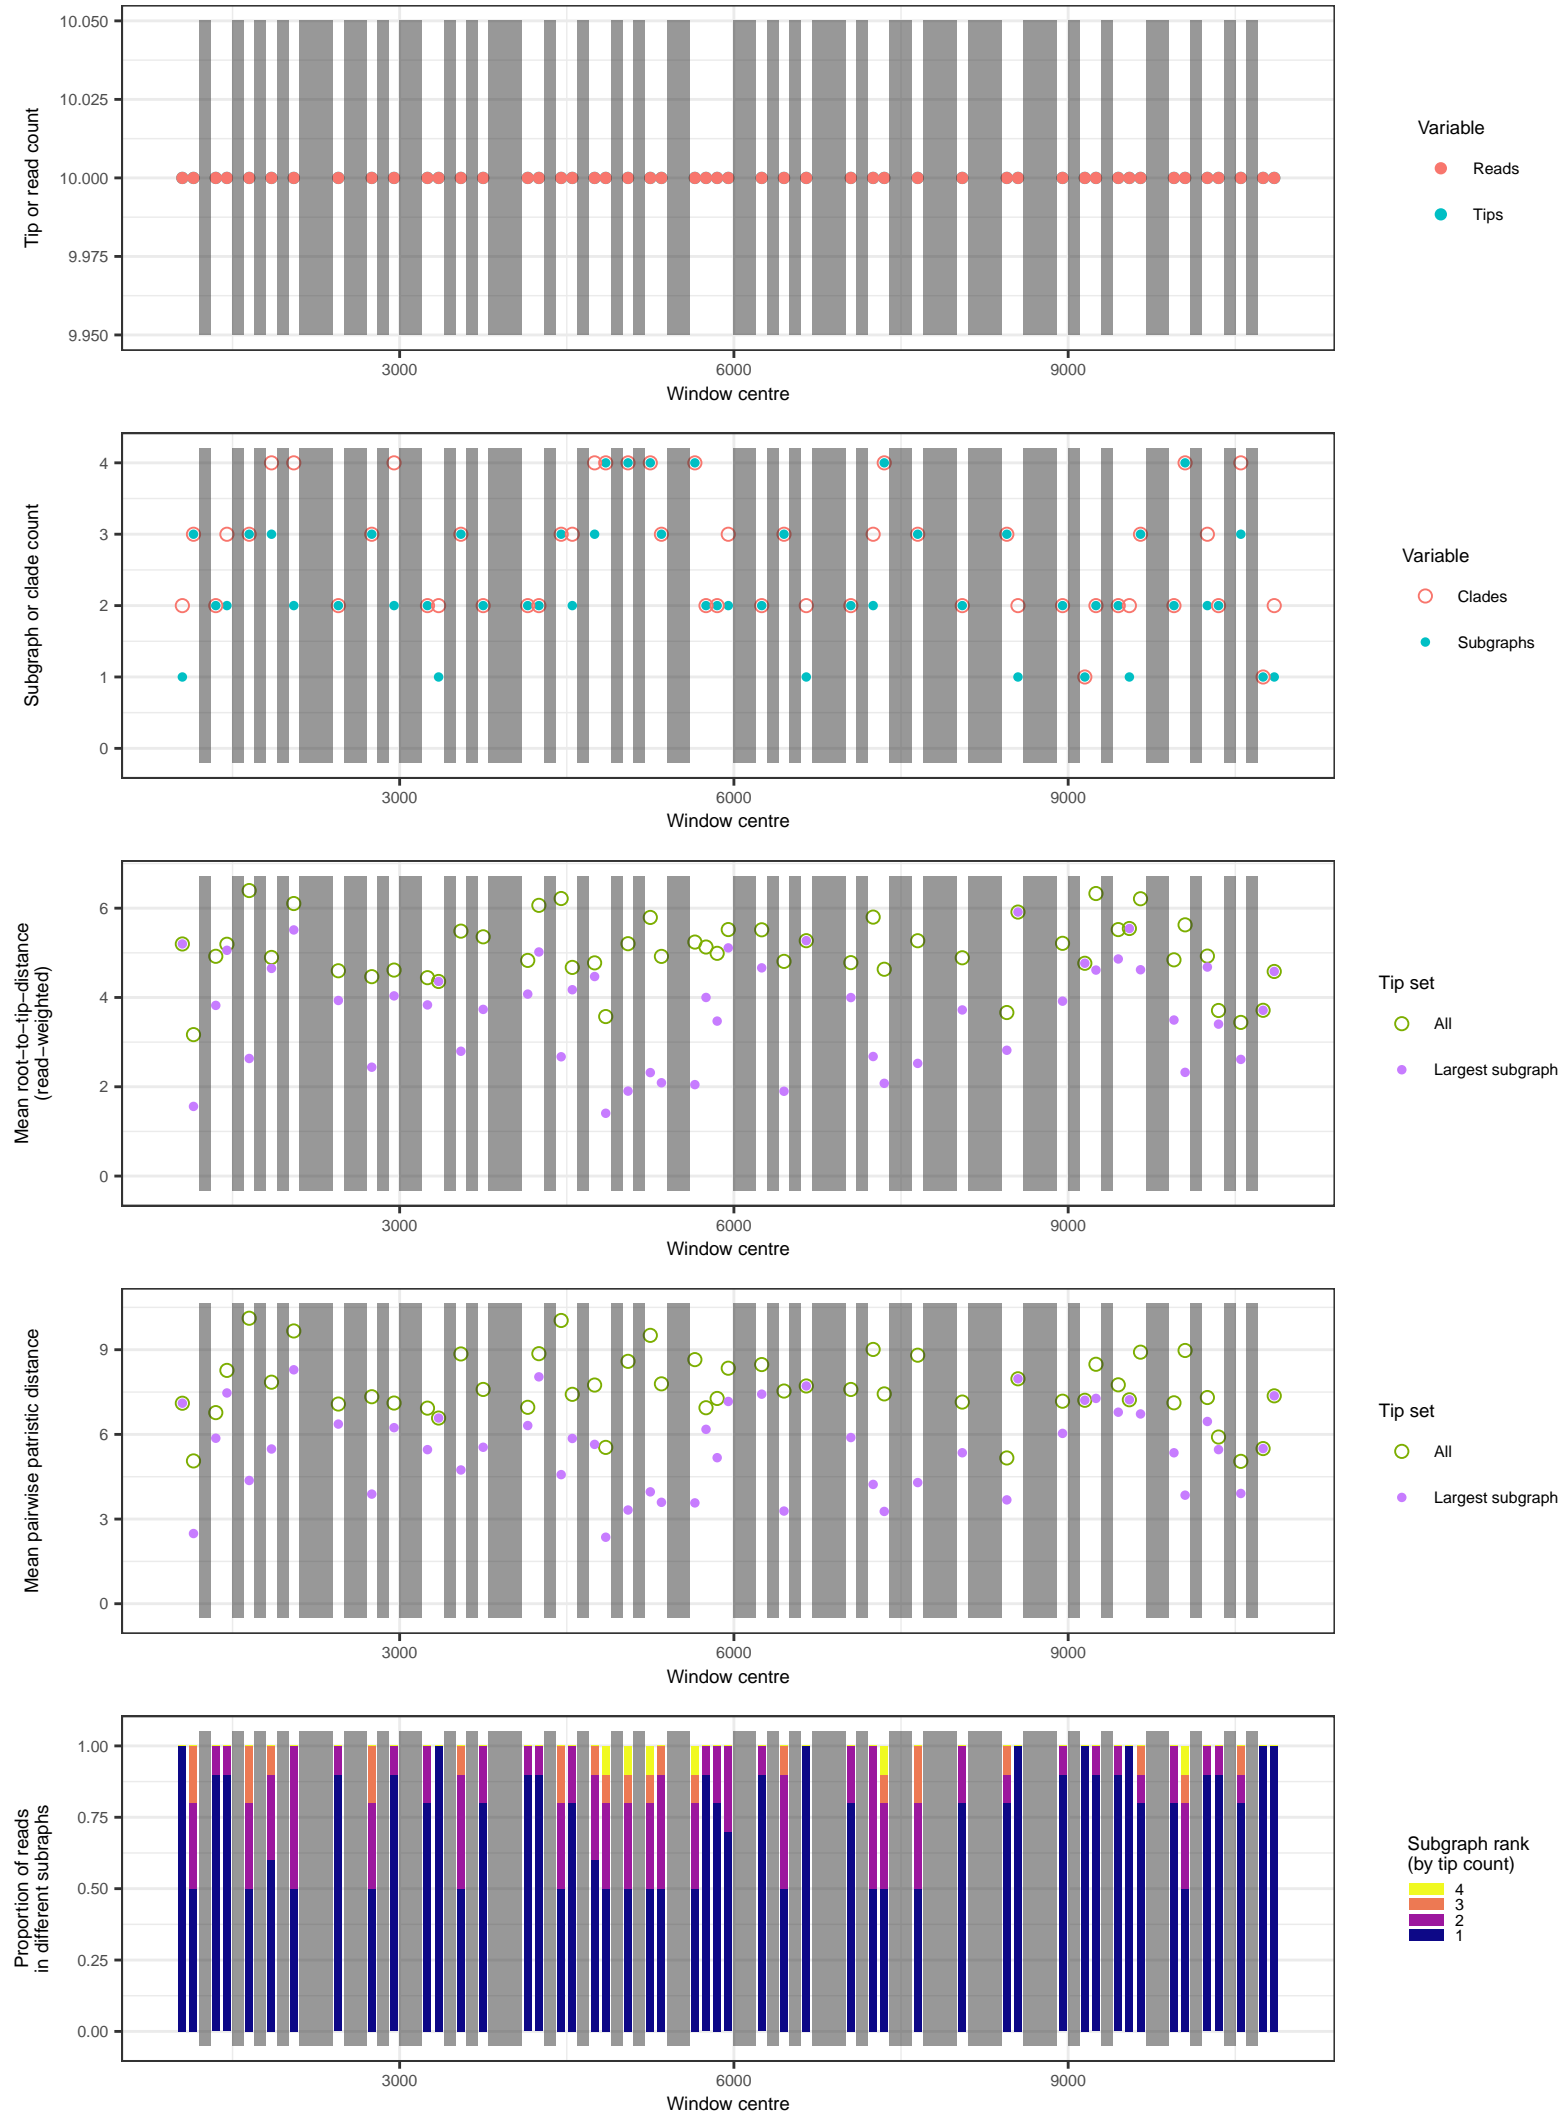 10.050
10.025
10.000
9.975
9.950
Tip or read count
3000
6000
9000
Window centre
Variable
Reads
Tips
4
3
2
1
0
Subgraph or clade count
3000
6000
9000
Window centre
Variable
Clades
Subgraphs
6
4
2
0
Mean root−to−tip−distance
(read−weighted)
3000
6000
9000
Window centre
Tip set
All
Largest subgraph
9
6
3
0
Mean pairwise patristic distance
3000
6000
9000
Window centre
Tip set
All
Largest subgraph
1.00
0.75
0.50
0.25
0.00
Proportion of reads
in different subraphs
3000
6000
9000
Window centre
Subgraph rank
(by tip count)
4
3
2
1